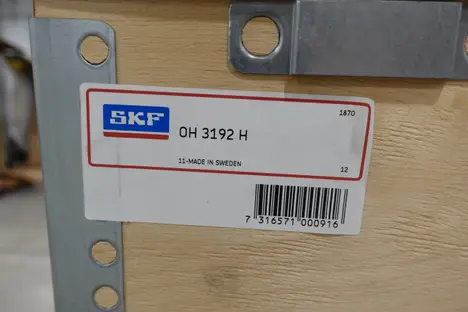 1870
SKF
OH 3192 H
11-MADE IN SWEDEN
12
7 316571 000916